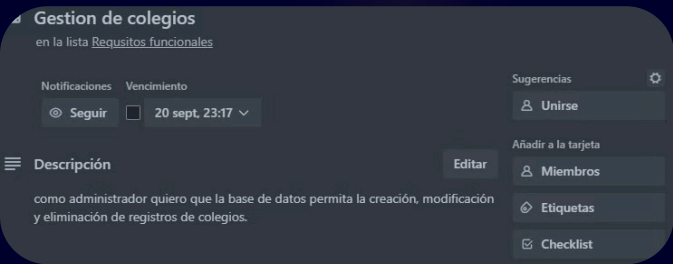 Gestion de colegios
en la lista Requsitos funcionales
Notificaciones Vencimiento
Seguir 20 sept, 23:17
Descripción Editar
como administrador quiero que la base de datos permita la creación, modificación
y eliminación de registros de colegios.
Sugerencias
Unirse
Añadir a la tarjeta
Miembros
Etiquetas
Checklist